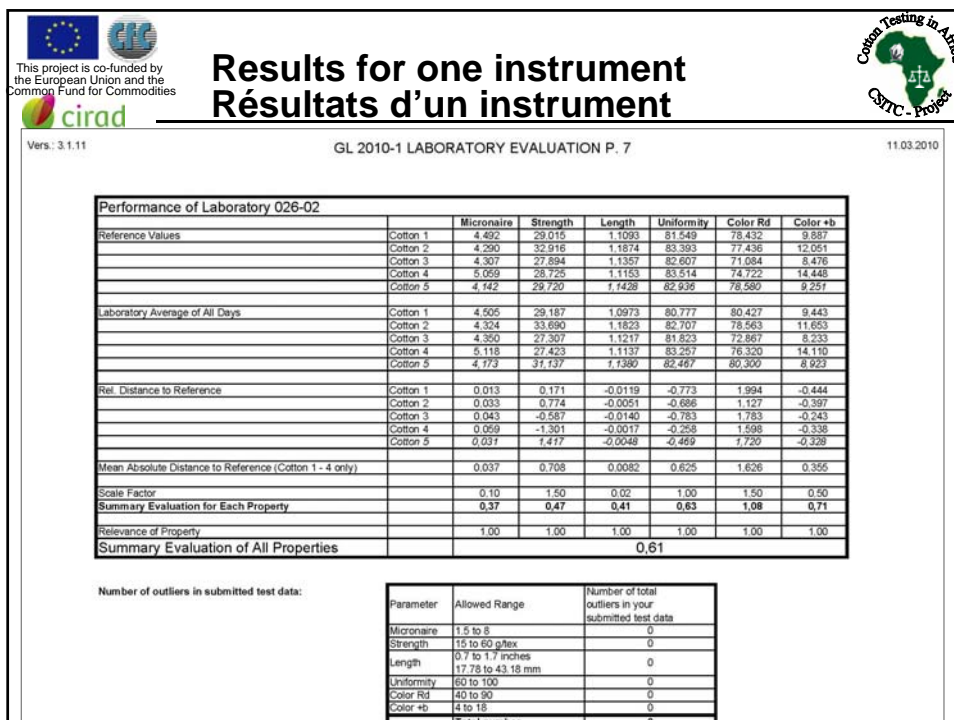 This project is co-funded by
the European Union and the
Common Fund for Commodities
CFC
cirad
Results for one instrument
Résultats d'un instrument
Cotton Testing in Africa
CSITC - Project
Vers.: 3.1.11 GL 2010-1 LABORATORY EVALUATION P. 7 11.03.2010
Performance of Laboratory 026-02
Micronaire Strength Length Uniformity Color Rd Color +b
Reference Values Cotton 1 4,492 29,015 1,1093 81,549 78,432 9,887
Cotton 2 4,290 32,916 1,1874 83,393 77,436 12,051
Cotton 3 4,307 27,894 1,1357 82,607 71,084 8,476
Cotton 4 5,059 28,725 1,1153 83,514 74,722 14,448
Cotton 5 4,142 29,720 1,1428 82,936 78,580 9,251
Laboratory Average of All Days Cotton 1 4,505 29,187 1,0973 80,777 80,427 9,443
Cotton 2 4,324 33,690 1,1823 82,707 78,563 11,653
Cotton 3 4,350 27,307 1,1217 81,823 72,867 8,233
Cotton 4 5,118 27,423 1,1137 83,257 76,320 14,110
Cotton 5 4,173 31,137 1,1380 82,467 80,300 8,923
Rel. Distance to Reference Cotton 1 0,013 0,171 -0,0119 -0,773 1,994 -0,444
Cotton 2 0,033 0,774 -0,0051 -0,686 1,127 -0,397
Cotton 3 0,043 -0,587 -0,0140 -0,783 1,783 -0,243
Cotton 4 0,059 -1,301 -0,0017 -0,258 1,598 -0,338
Cotton 5 0,031 1,417 -0,0048 -0,469 1,720 -0,328
Mean Absolute Distance to Reference (Cotton 1 - 4 only) 0,037 0,708 0,0082 0,625 1,626 0,355
Scale Factor 0,10 1,50 0,02 1,00 1,50 0,50
Summary Evaluation for Each Property 0,37 0,47 0,41 0,63 1,08 0,71
Relevance of Property 1,00 1,00 1,00 1,00 1,00 1,00
Summary Evaluation of All Properties 0,61
Number of outliers in submitted test data:
Parameter Allowed Range Number of total
outliers in your
submitted test data
Micronaire 1.5 to 8 0
Strength 15 to 60 g/tex 0
Length 0.7 to 1.7 inches
17.78 to 43.18 mm 0
Uniformity 60 to 100 0
Color Rd 40 to 90 0
Color +b 4 to 18 0